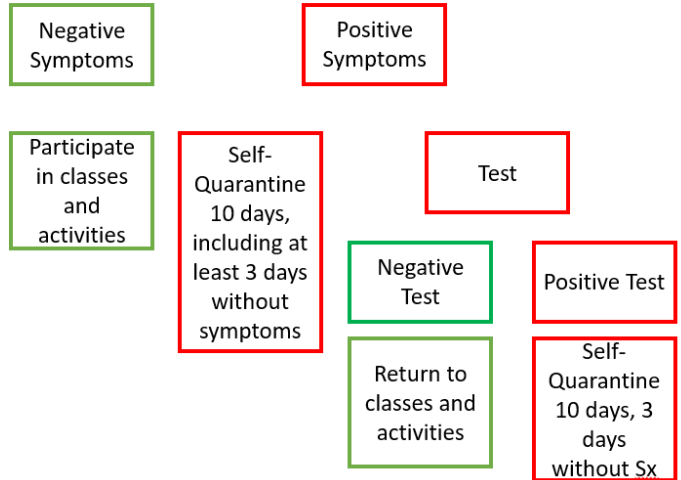 Negative
Symptoms
Positive
Symptoms
Participate
in classes
and
activities
Self-
Quarantine
10 days,
including at
least 3 days
without
symptoms
Test
Negative
Test
Positive Test
Return to
classes and
activities
Self-
Quarantine
10 days, 3
days
without Sx